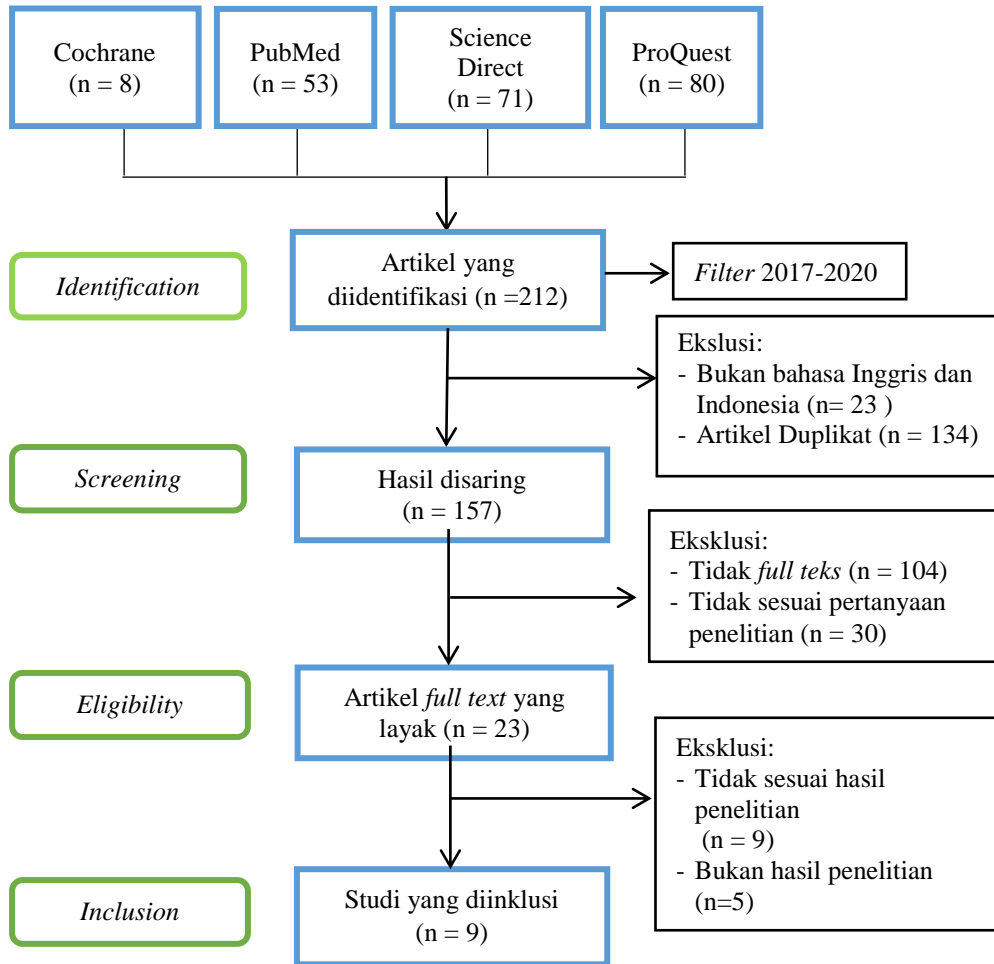 Cochrane
(n = 8)
PubMed
(n = 53)
Science
Direct
(n = 71)
ProQuest
(n = 80)
Identification
Artikel yang
diidentifikasi (n =212)
Filter 2017-2020
Ekslusi:
- Bukan bahasa Inggris dan
Indonesia (n= 23 )
- Artikel Duplikat (n = 134)
Screening
Hasil disaring
(n = 157)
Eksklusi:
- Tidak full teks (n = 104)
- Tidak sesuai pertanyaan
penelitian (n = 30)
Eligibility
Artikel full text yang
layak (n = 23)
Eksklusi:
- Tidak sesuai hasil
penelitian
(n = 9)
- Bukan hasil penelitian
(n=5)
Inclusion
Studi yang diinklusi
(n = 9)